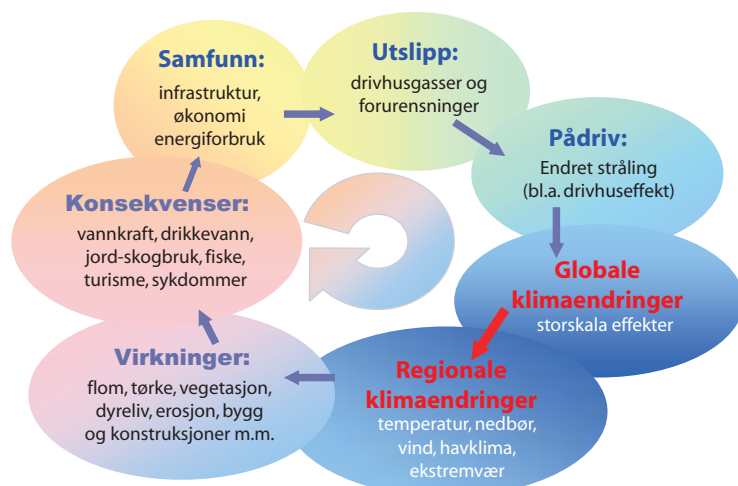 Samfunn:
infrastruktur,
økonomi
energiforbruk
Utslipp:
drivhusgasser og
forurensninger
Pådriv:
Endret stråling
(bl.a. drivhuseffekt)
Globale
klimaendringer
storskala effekter
Regionale
klimaendringer
temperatur, nedbør,
vind, havklima,
ekstremvær
Virkninger:
flom, tørke, vegetasjon,
dyreliv, erosjon, bygg
og konstruksjoner m.m.
Konsekvenser:
vannkraft, drikkevann,
jord-skogbruk, fiske,
turisme, sykdommer